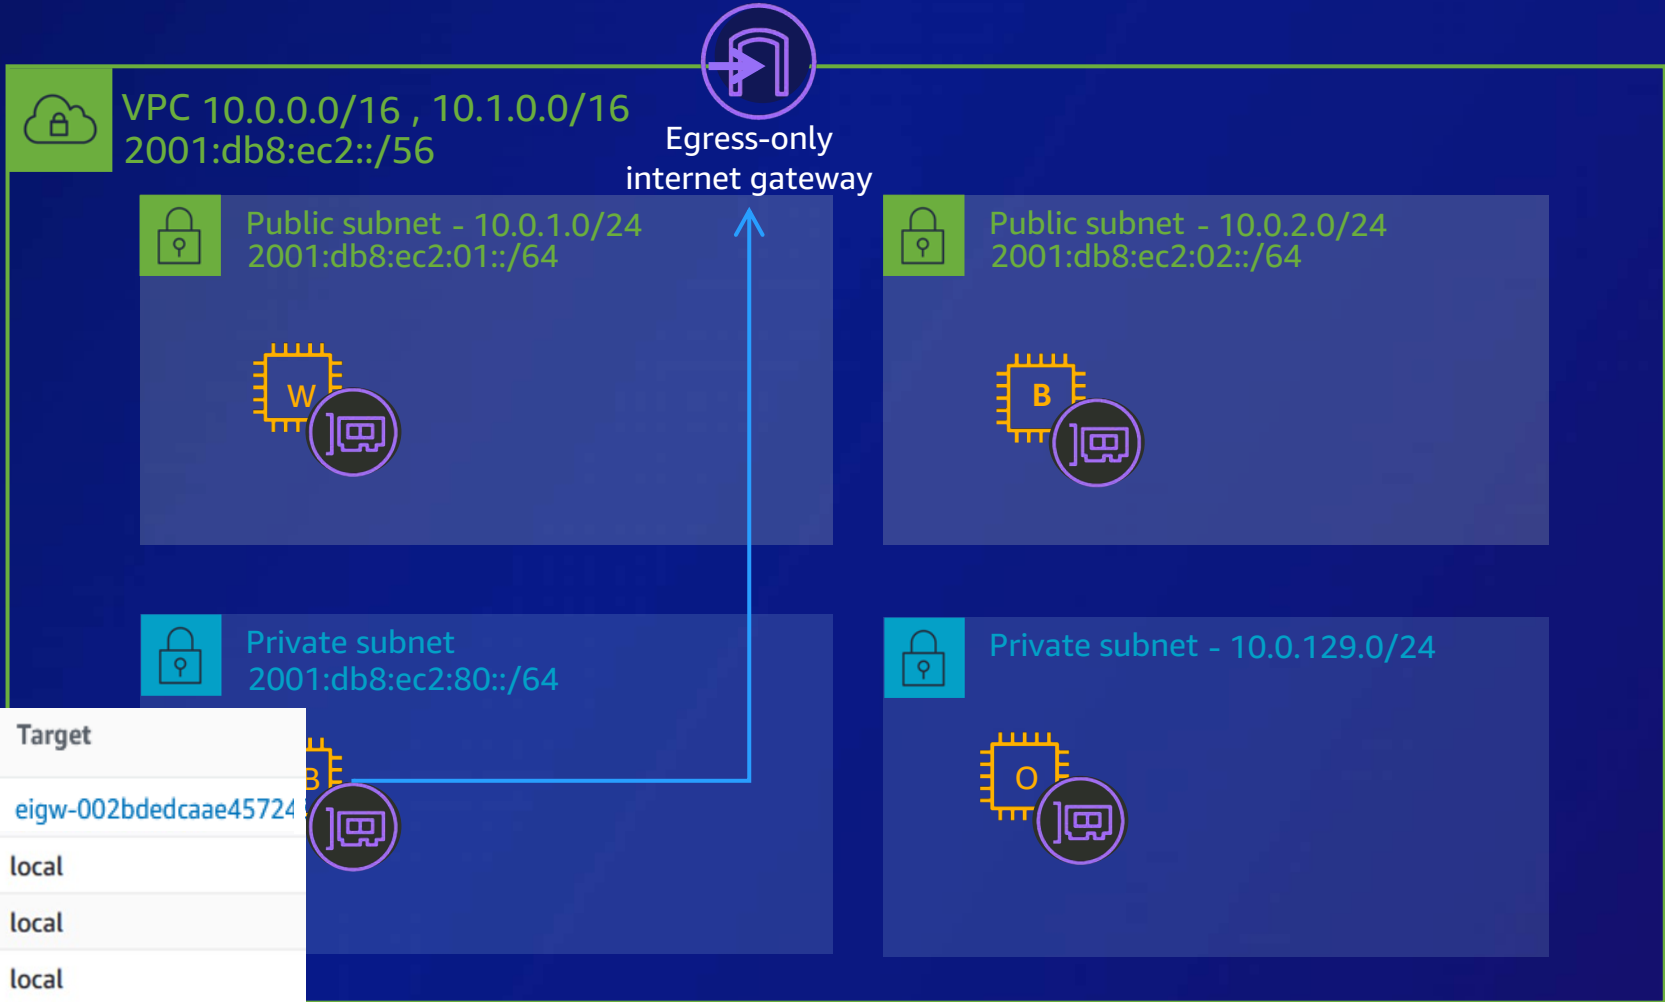 VPC 10.0.0.0/16 , 10.1.0.0/16
2001:db8:ec2::/56
Egress-only
internet gateway
Public subnet - 10.0.1.0/24
2001:db8:ec2:01::/64
Public subnet - 10.0.2.0/24
2001:db8:ec2:02::/64
W
B
Private subnet
2001:db8:ec2:80::/64
Private subnet - 10.0.129.0/24
B
O
Target
eigw-002bdedcaae45724
local
local
local